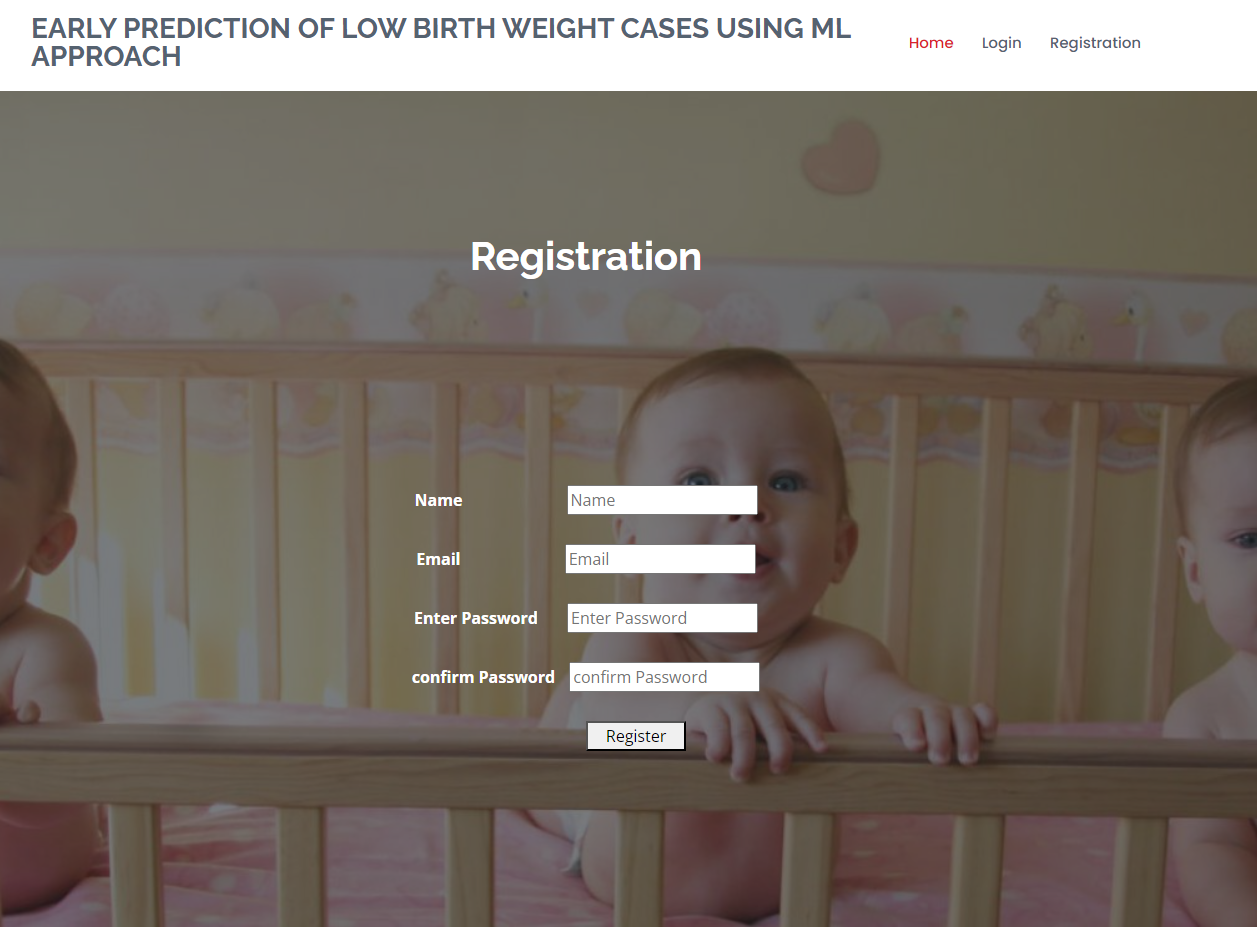 EARLY PREDICTION OF LOW BIRTH WEIGHT CASES USING ML
APPROACH
Home Login Registration
Registration
Name Name
Email Email
Enter Password Enter Password
confirm Password confirm Password
Register